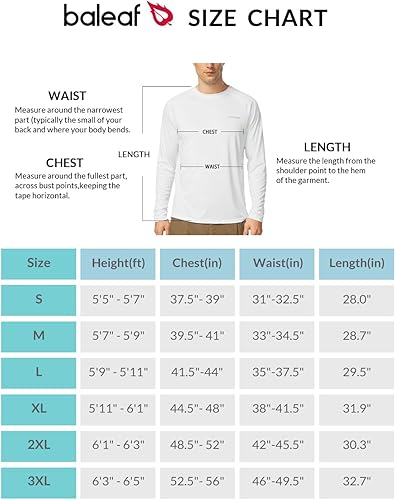 baleaf SIZE CHART
WAIST
Measure around the narrowest
part (typically the small of your
back and where your body bends.
CHEST
Measure around the fullest part,
across bust points,keeping the
tape horizontal.
LENGTH
CHEST
WAIST
LENGTH
Measure the length from the
shoulder point to the hem
of the garment.
Size Height(ft) Chest(in) Waist(in) Length(in)
S 5'5" - 5'7" 37.5"- 39" 31"-32.5" 28.0"
M 5'7" - 5'9" 39.5"- 41" 33"-34.5" 28.7"
L 5'9" - 5'11" 41.5"-44" 35"-37.5" 29.5"
XL 5'11" - 6'1" 44.5"- 48" 38"-41.5" 31.9"
2XL 6'1" - 6'3" 48.5"- 52" 42"-45.5" 30.3"
3XL 6'3" - 6'5" 52.5"- 56" 46"-49.5" 32.7"